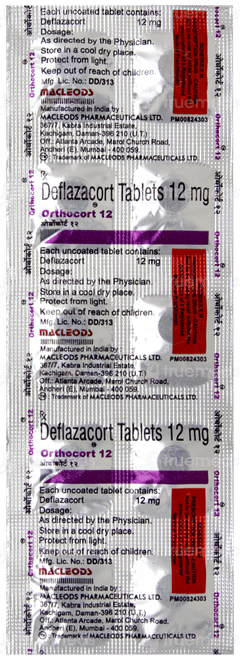 Each uncoated tablet contains:
Deflazacort 12 mg
Dosage:
As directed by the Physician.
Store in a cool dry place.
Protect from light.
Keep out of reach of children.
Mfg. Lic. No.: DD/313
MACLEODS
Manufactured in India by :
MACLEODS PHARMACEUTICALS LTD. PM00824303
367/7, Kabra Industrial Estate,
Kachigam, Daman-396 210 (U.T.)
Off.: Atlanta Arcade, Marol Church Road,
Andheri (E), Mumbai - 400 059.
Trademark of MACLEODS PHARMACEUTICALS LTD.
Orthocort 12
ओर्थोकोर्ट १२
Rx
Deflazacort Tablets 12 mg
Orthocort 12
ओर्थोकोर्ट १२
Each uncoated tablet contains:
Deflazacort 12 mg
Dosage:
As directed by the Physician.
Store in a cool dry place.
Protect from light.
Keep out of reach of children.
Mfg. Lic. No.: DD/313
MACLEODS
Manufactured in India by :
MACLEODS PHARMACEUTICALS LTD. PM00824303
367/7, Kabra Industrial Estate,
Kachigam, Daman-396 210 (U.T.)
Off.: Atlanta Arcade, Marol Church Road,
Andheri (E), Mumbai - 400 059.
Trademark of MACLEODS PHARMACEUTICALS LTD.
Rx
Deflazacort Tablets 12 mg
Orthocort 12
ओर्थोकोर्ट १२
Each uncoated tablet contains:
Deflazacort 12 mg
Dosage:
As directed by the Physician.
Store in a cool dry place.
Protect from light.
Keep out of reach of children.
Mfg. Lic. No.: DD/313
MACLEODS
Manufactured in India by :
MACLEODS PHARMACEUTICALS LTD. PM00824303
367/7, Kabra Industrial Estate,
Kachigam, Daman-396 210 (U.T.)
Off.: Atlanta Arcade, Marol Church Road,
Andheri (E), Mumbai - 400 059.
Trademark of MACLEODS PHARMACEUTICALS LTD.